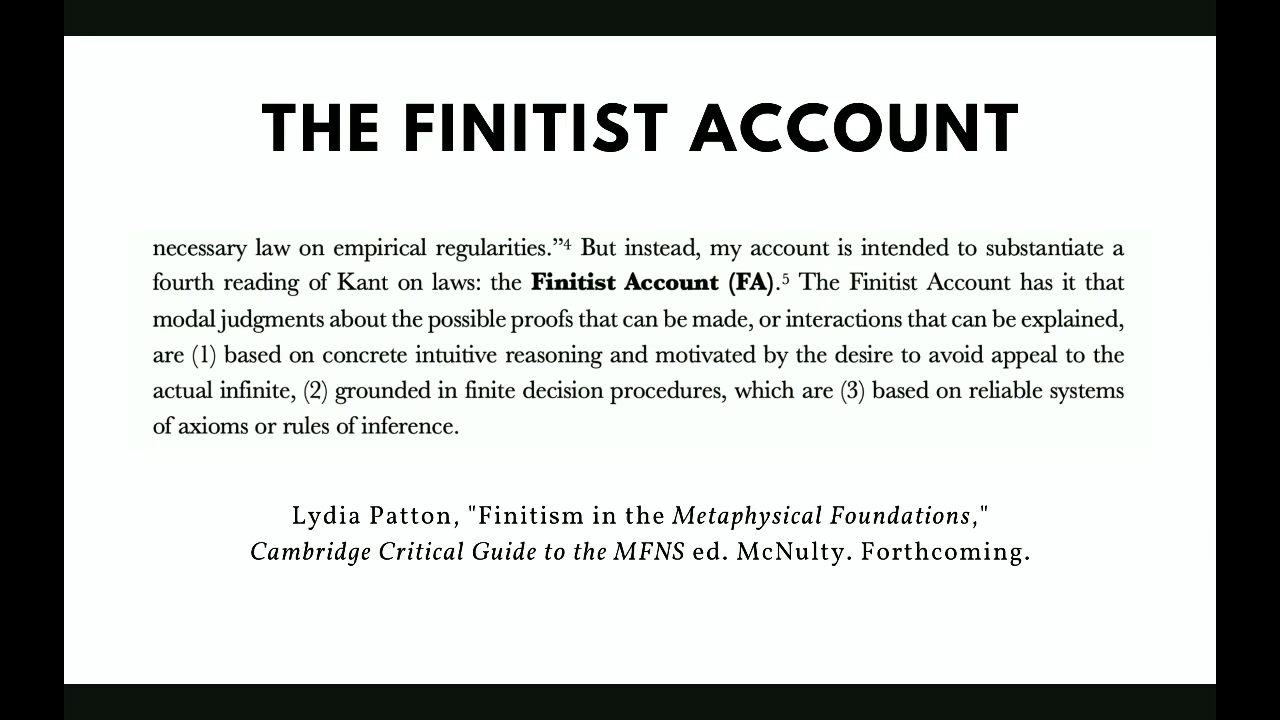 THE FINITIST ACCOUNT
necessary law on empirical regularities.”⁴ But instead, my account is intended to substantiate a
fourth reading of Kant on laws: the Finitist Account (FA).⁵ The Finitist Account has it that
modal judgments about the possible proofs that can be made, or interactions that can be explained,
are (1) based on concrete intuitive reasoning and motivated by the desire to avoid appeal to the
actual infinite, (2) grounded in finite decision procedures, which are (3) based on reliable systems
of axioms or rules of inference.
Lydia Patton, "Finitism in the Metaphysical Foundations,"
Cambridge Critical Guide to the MFNS ed. McNulty. Forthcoming.